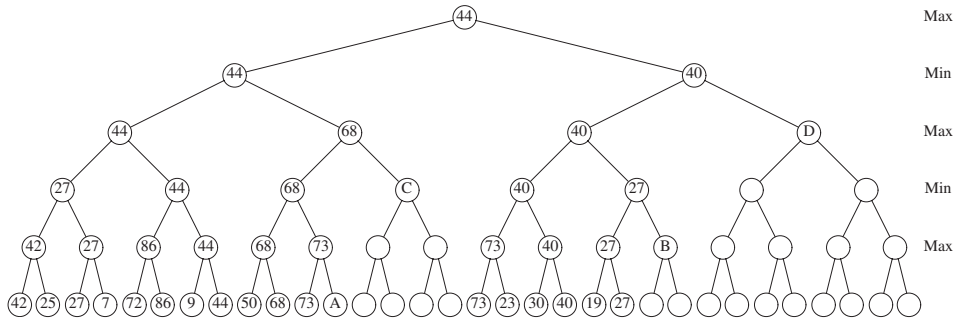 44 Max
44 40 Min
44 68 40 D Max
27 44 68 C 40 27 Min
42 27 86 44 68 73 73 40 27 B Max
42 25 27 7 72 86 9 44 50 68 73 A 73 23 30 40 19 27